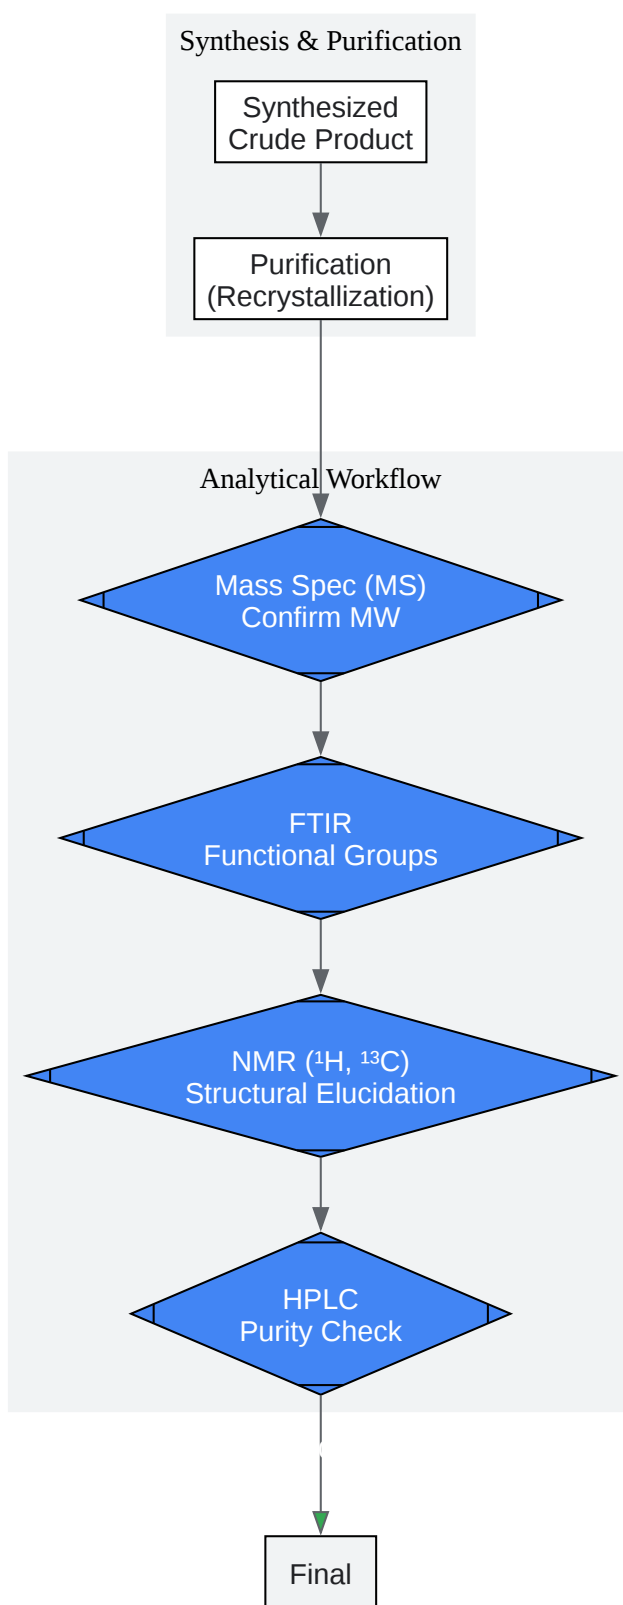 Synthesis & Purification
Synthesized
Crude Product
Purification
(Recrystallization)
Analytical Workflow
Mass Spec (MS)
Confirm MW
FTIR
Functional Groups
NMR (¹H, ¹³C)
Structural Elucidation
HPLC
Purity Check
Final